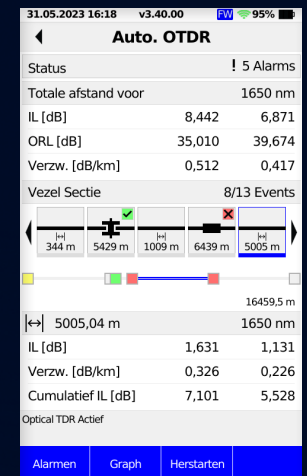 31.05.2023 16:18 v3.40.00 FW 95%
Auto. OTDR
Status ! 5 Alarms
Totale afstand voor 1650 nm
IL [dB] 8,442 6,871
ORL [dB] 35,010 39,674
Verzw. [dB/km] 0,512 0,417
Vezel Sectie 8/13 Events
344 m 5429 m 1009 m 6439 m 5005 m
16459,5 m
5005,04 m 1650 nm
IL [dB] 1,631 1,131
Verzw. [dB/km] 0,326 0,226
Cumulatief IL [dB] 7,101 5,528
Optical TDR Actief
Alarmen Graph Herstarten